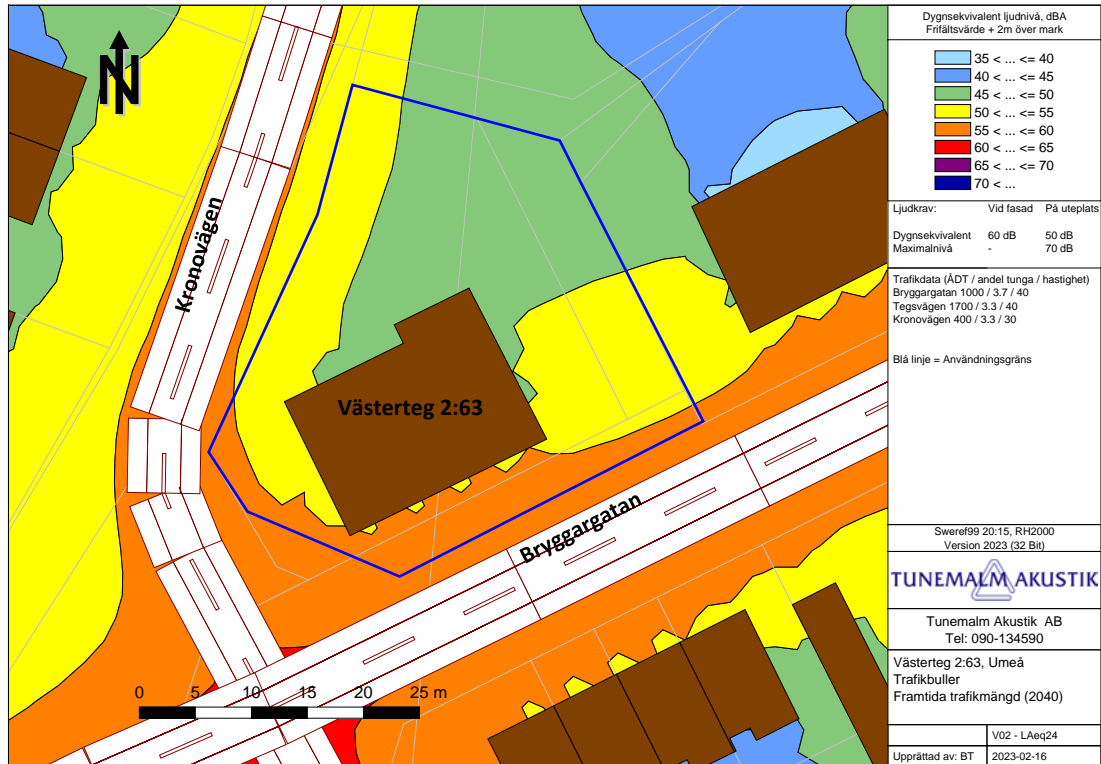 N
Kronovägen
Västerteg 2:63
Bryggargatan
0 5 10 15 20 25 m
Dygnsekvivalent ljudnivå, dBA
Frifältsvärde + 2m över mark
35 < ... <= 40
40 < ... <= 45
45 < ... <= 50
50 < ... <= 55
55 < ... <= 60
60 < ... <= 65
65 < ... <= 70
70 < ...
Ljudkrav: Vid fasad På uteplats
Dygnsekvivalent 60 dB 50 dB
Maximalnivå - 70 dB
Trafikdata (ÅDT / andel tunga / hastighet)
Bryggargatan 1000 / 3.7 / 40
Tegsvägen 1700 / 3.3 / 40
Kronovägen 400 / 3.3 / 30
Blå linje = Användningsgräns
Sweref99 20:15, RH2000
Version 2023 (32 Bit)
TUNEMALM AKUSTIK
Tunemalm Akustik AB
Tel: 090-134590
Västerteg 2:63, Umeå
Trafikbuller
Framtida trafikmängd (2040)
V02 - LAeq24
Upprättad av: BT 2023-02-16